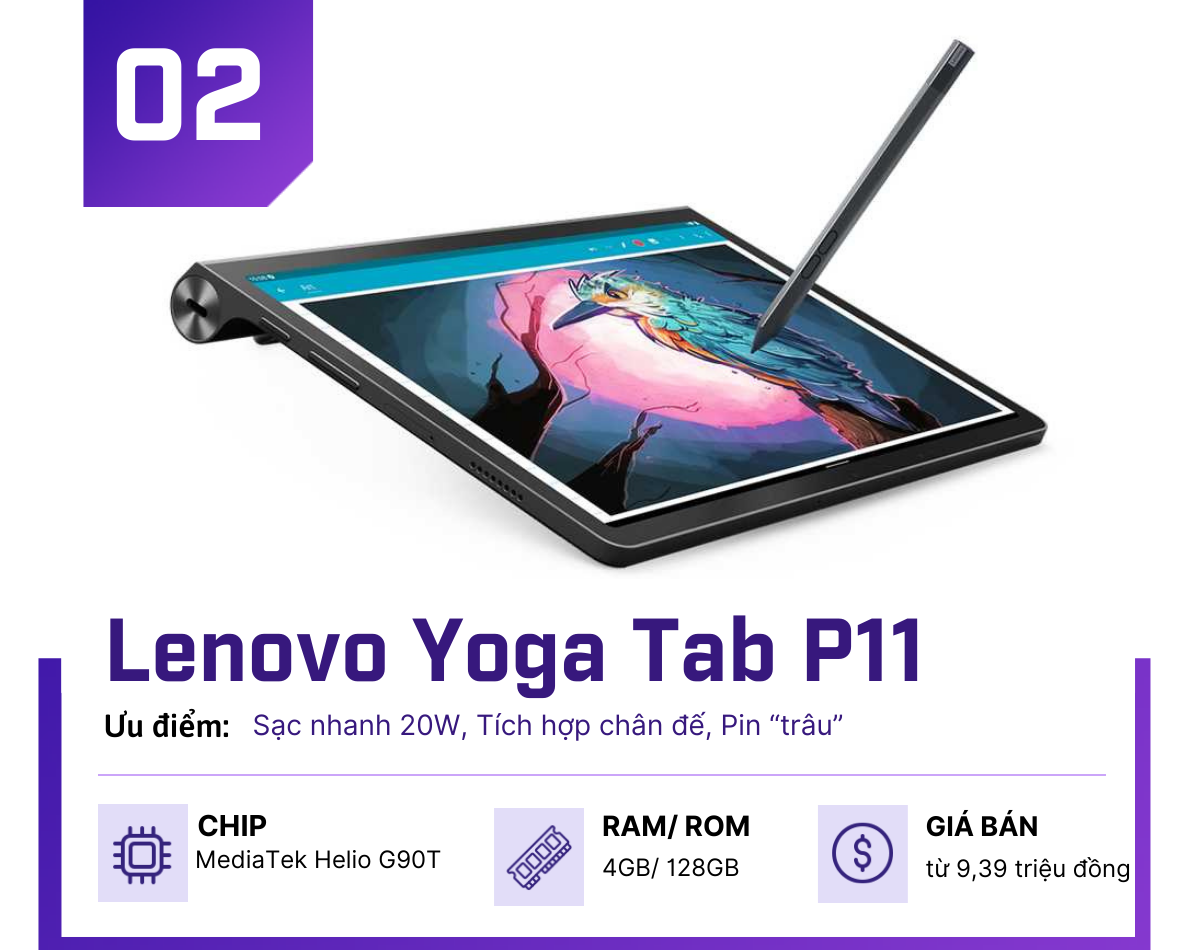 02
Lenovo Yoga Tab P11
Ưu điểm: Sạc nhanh 20W, Tích hợp chân đế, Pin “trâu”
CHIP
MediaTek Helio G90T
RAM/ ROM
4GB/ 128GB
GIÁ BÁN
từ 9,39 triệu đồng